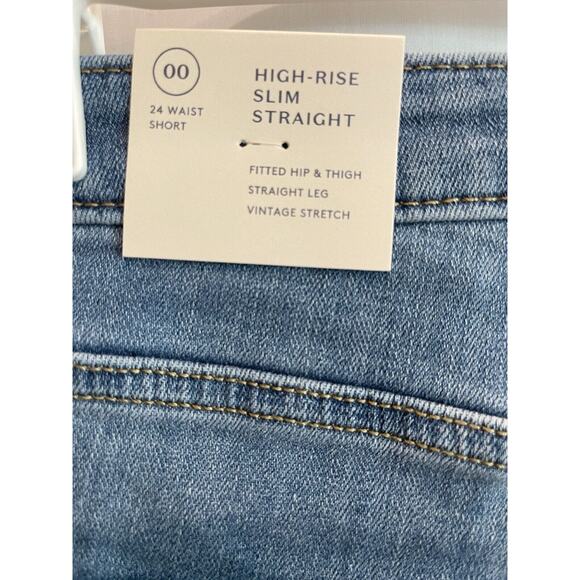 00
24 WAIST
SHORT
HIGH-RISE
SLIM
STRAIGHT
FITTED HIP & THIGH
STRAIGHT LEG
VINTAGE STRETCH